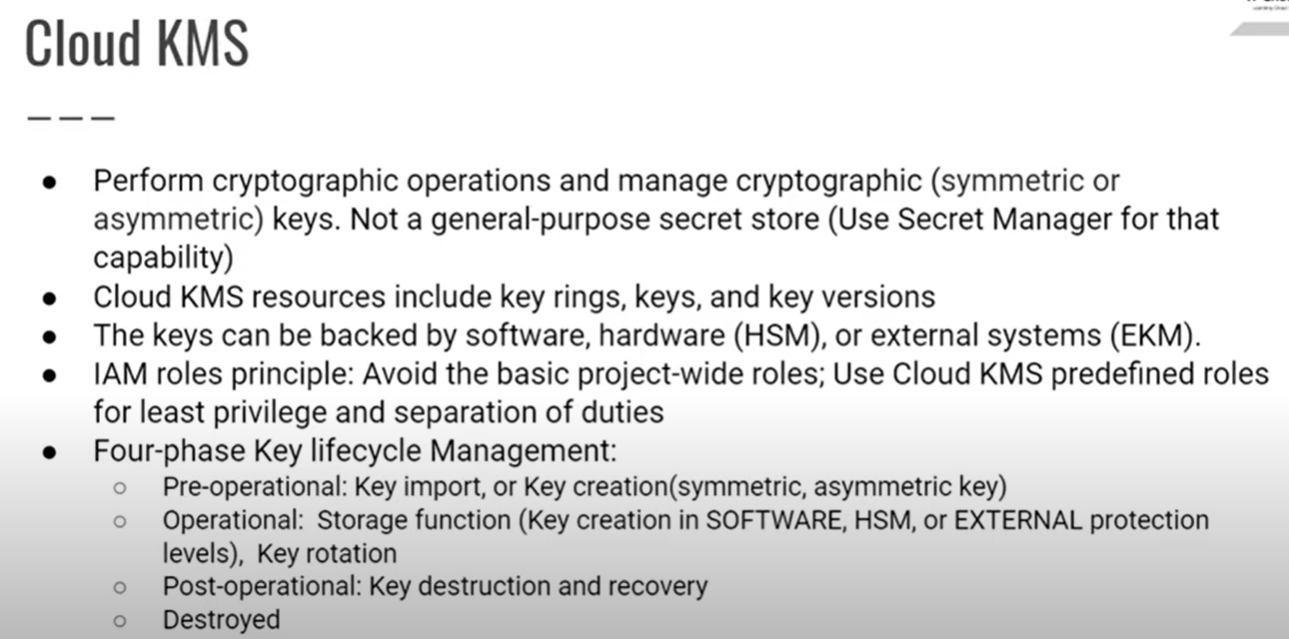 Cloud KMS
● Perform cryptographic operations and manage cryptographic (symmetric or
asymmetric) keys. Not a general-purpose secret store (Use Secret Manager for that
capability)
● Cloud KMS resources include key rings, keys, and key versions
● The keys can be backed by software, hardware (HSM), or external systems (EKM).
● IAM roles principle: Avoid the basic project-wide roles; Use Cloud KMS predefined roles
for least privilege and separation of duties
● Four-phase Key lifecycle Management:
○ Pre-operational: Key import, or Key creation(symmetric, asymmetric key)
○ Operational: Storage function (Key creation in SOFTWARE, HSM, or EXTERNAL protection
levels), Key rotation
○ Post-operational: Key destruction and recovery
○ Destroyed